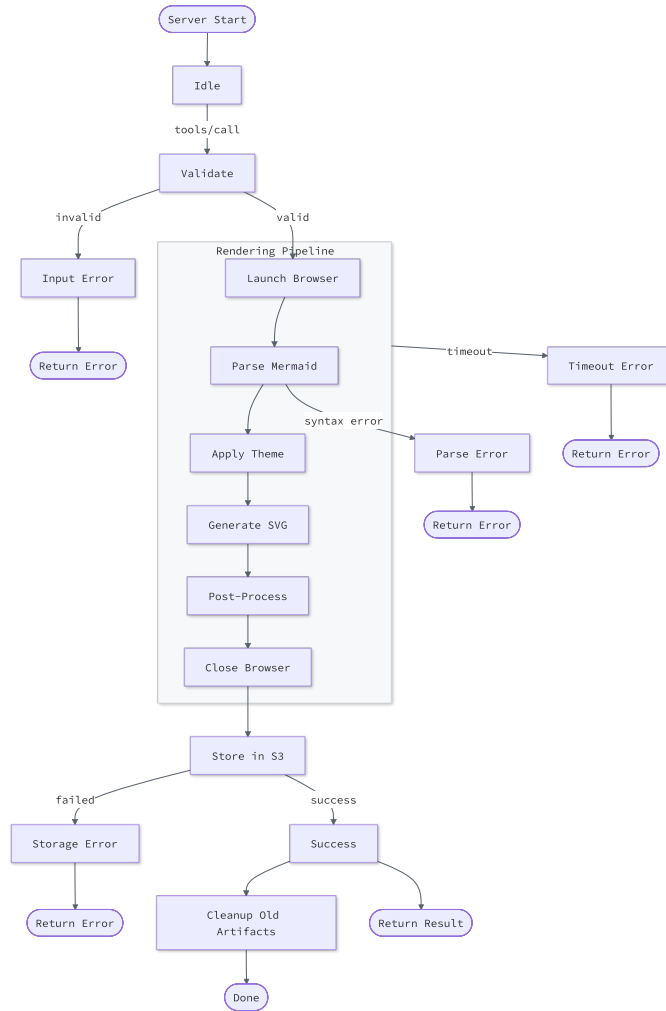 Server Start
Idle
tools/call
Validate
invalid
valid
Rendering Pipeline
Input Error
Launch Browser
Return Error
Parse Mermaid
timeout
Timeout Error
syntax error
Apply Theme
Parse Error
Return Error
Generate SVG
Return Error
Post-Process
Close Browser
Store in S3
failed
success
Storage Error
Success
Return Error
Cleanup Old
Artifacts
Return Result
Done